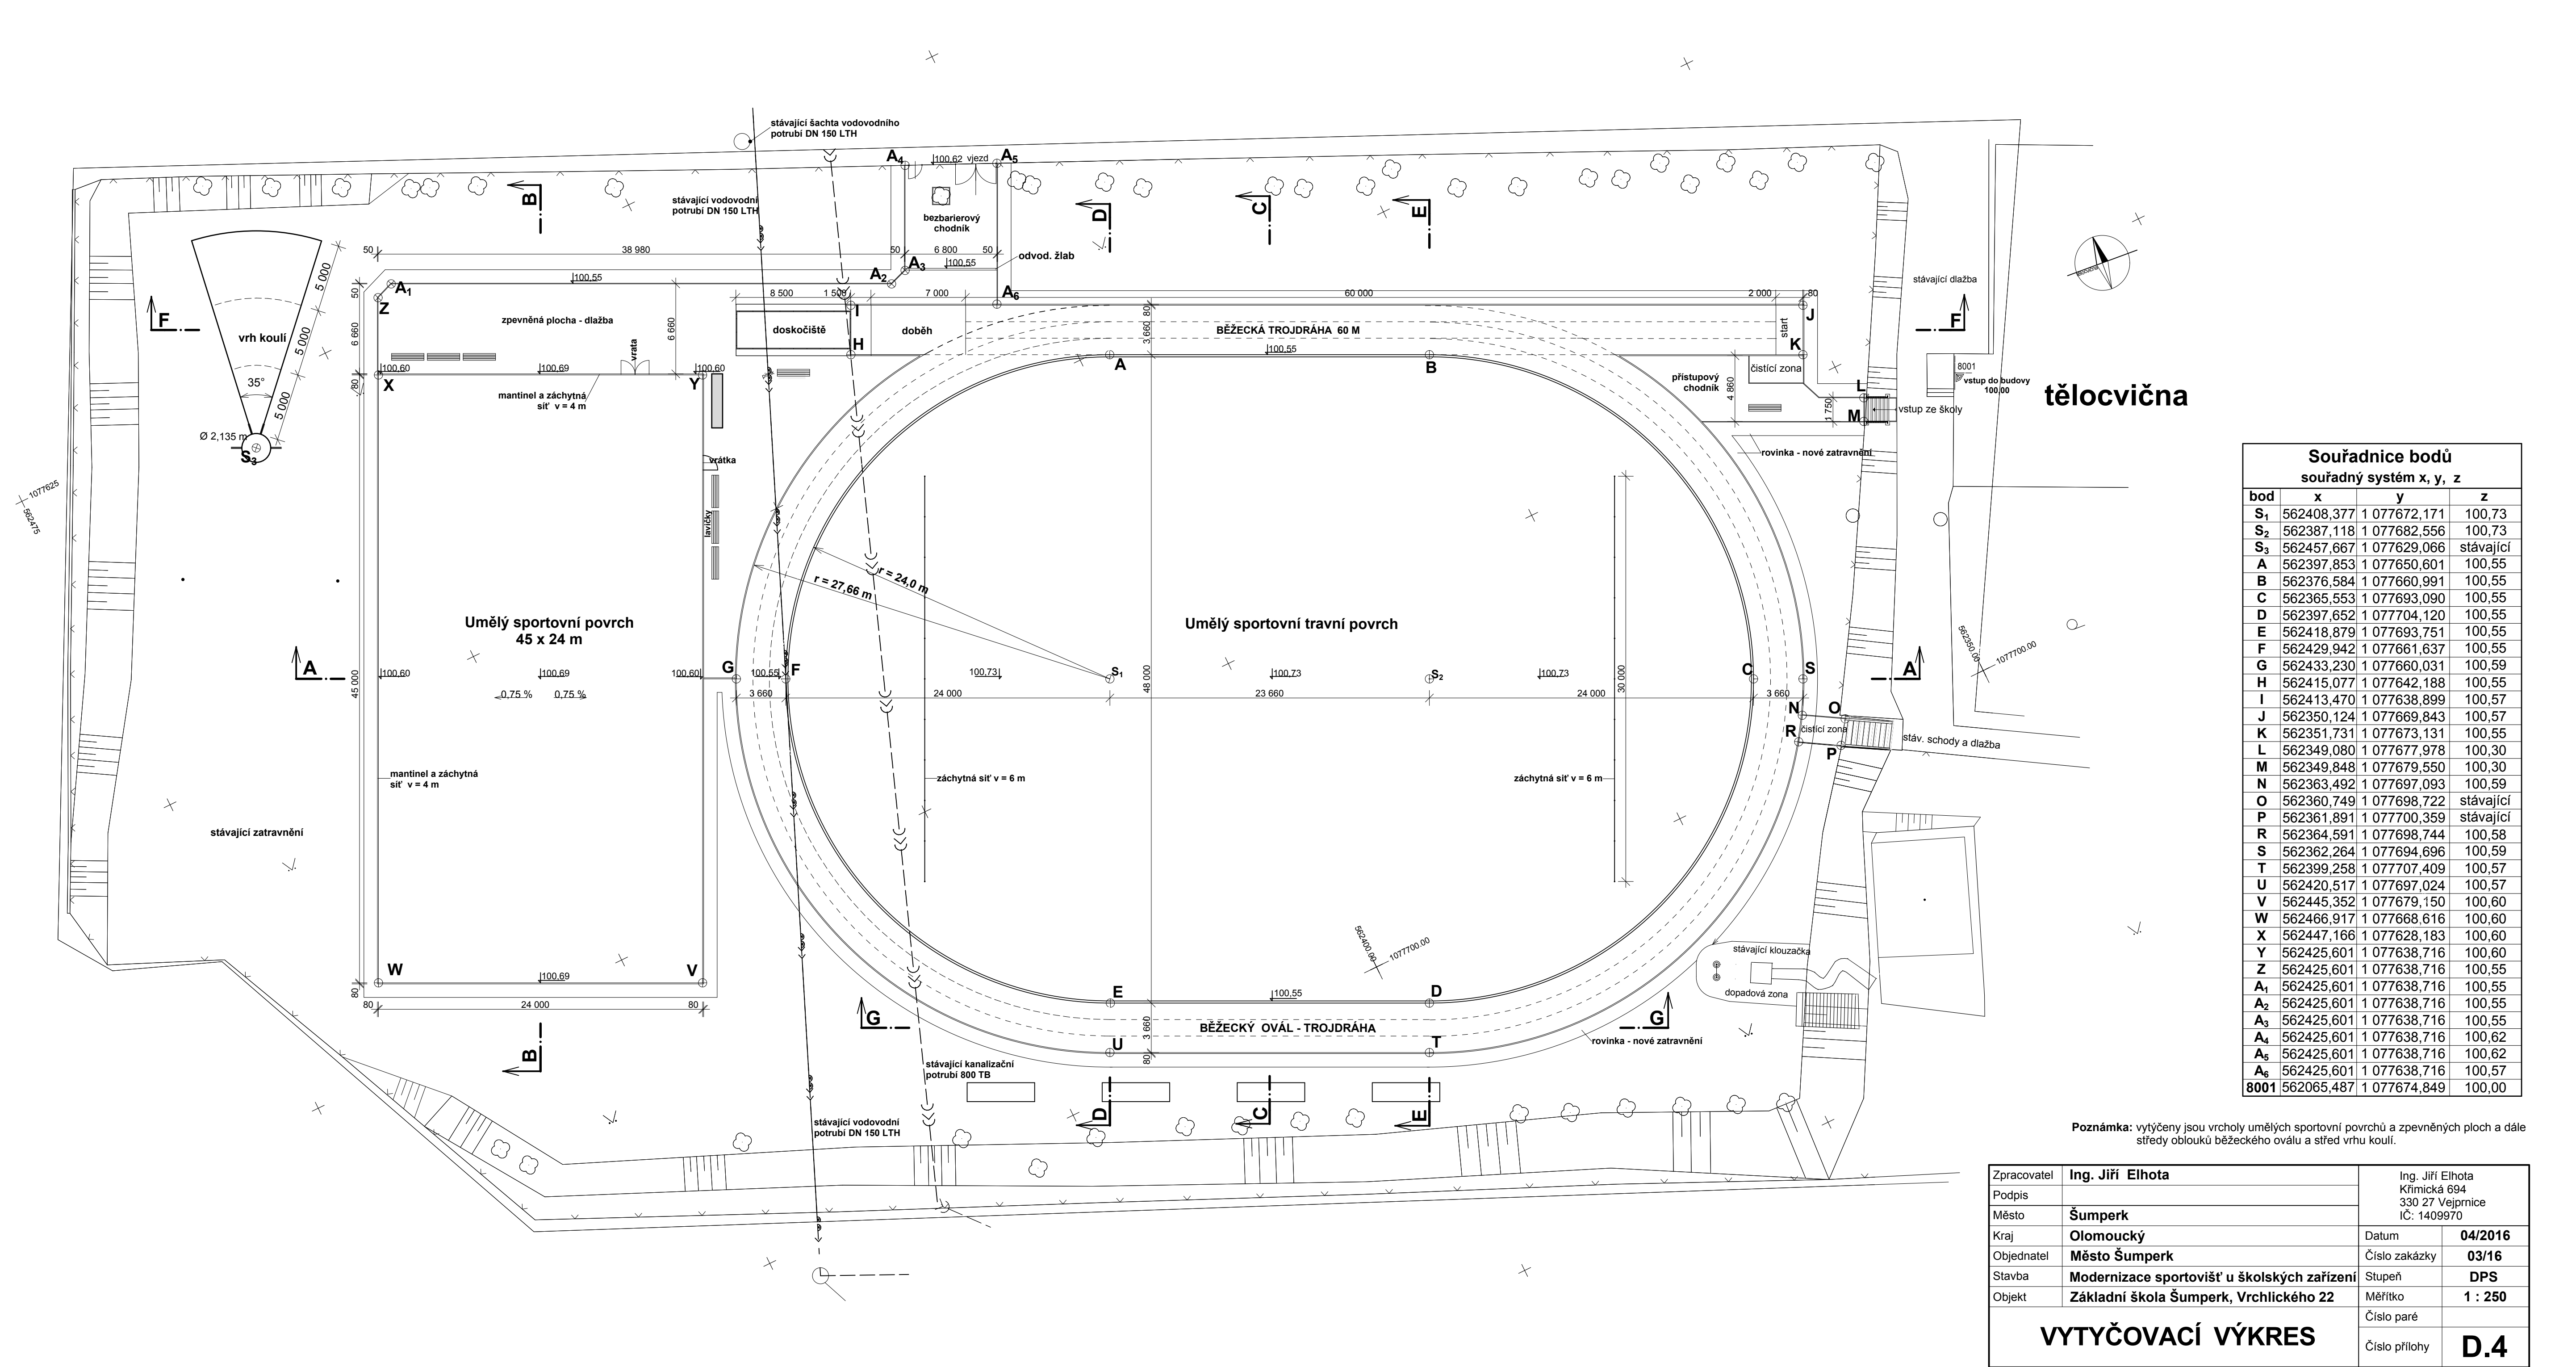 stávající šachta vodovodního
potrubí DN 150 LTH
A4
100,62 vjezd
A5
B
stávající vodovodní
potrubí DN 150 LTH
bezbarierový
chodník
D
C
E
50
38 980
50
6 800
50
odvod. žlab
A2
A3
100,55
stávající dlažba
5 000
5 000
5 000
50
Z
A1
100,55
8 500
1 500
7 000
A6
60 000
2 000
80
F
vrh koulí
35°
Ø 2,135 m
S3
6 660
zpevněná plocha - dlažba
6 660
vrata
doskočiště
I
H
doběh
3 660
80
BĚŽECKÁ TROJDRÁHA 60 M
start
J
K
F
100,60
100,69
100,60
X
Y
80
A
100,55
B
přístupový
chodník
4 860
čistící zona
L
M
1 750
vstup ze školy
8001
vstup do budovy
100,00
tělocvična
mantinel a záchytná
síť v = 4 m
vrátka
lavičky
rovinka - nové zatravnění
1077625
562475
r = 24,0 m
r = 27,66 m
Umělý sportovní povrch
45 x 24 m
Umělý sportovní travní povrch
562350.00
1077700.00
A
45 000
100,60
100,69
100,60
G
100,55
F
100,73
S1
100,73
S2
100,73
C
S
A
0,75 %
0,75 %
3 660
24 000
48 000
23 660
24 000
30 000
3 660
N
O
R
čistící zona
P
stáv. schody a dlažba
mantinel a záchytná
síť v = 4 m
záchytná síť v = 6 m
záchytná síť v = 6 m
stávající zatravnění
562400.00
1077700.00
stávající klouzačka
dopadová zona
W
100,69
V
80
80
24 000
80
E
100,55
D
G
G
3 660
80
BĚŽECKÝ OVÁL - TROJDRÁHA
U
T
rovinka - nové zatravnění
B
stávající kanalizační
potrubí 800 TB
D
C
E
stávající vodovodní
potrubí DN 150 LTH
Souřadnice bodů
souřadný systém x, y, z
bod x y z
S1 562408,377 1 077672,171 100,73
S2 562387,118 1 077682,556 100,73
S3 562457,667 1 077629,066 stávající
A 562397,853 1 077650,601 100,55
B 562376,584 1 077660,991 100,55
C 562365,553 1 077693,090 100,55
D 562397,652 1 077704,120 100,55
E 562418,879 1 077693,751 100,55
F 562429,942 1 077661,637 100,55
G 562433,230 1 077660,031 100,59
H 562415,077 1 077642,188 100,55
I 562413,470 1 077638,899 100,57
J 562350,124 1 077669,843 100,57
K 562351,731 1 077673,131 100,55
L 562349,080 1 077677,978 100,30
M 562349,848 1 077679,550 100,30
N 562363,492 1 077697,093 100,59
O 562360,749 1 077698,722 stávající
P 562361,891 1 077700,359 stávající
R 562364,591 1 077698,744 100,58
S 562362,264 1 077694,696 100,59
T 562399,258 1 077707,409 100,57
U 562420,517 1 077697,024 100,57
V 562445,352 1 077679,150 100,60
W 562466,917 1 077668,616 100,60
X 562447,166 1 077628,183 100,60
Y 562425,601 1 077638,716 100,60
Z 562425,601 1 077638,716 100,55
A1 562425,601 1 077638,716 100,55
A2 562425,601 1 077638,716 100,55
A3 562425,601 1 077638,716 100,55
A4 562425,601 1 077638,716 100,62
A5 562425,601 1 077638,716 100,62
A6 562425,601 1 077638,716 100,57
8001 562065,487 1 077674,849 100,00
Poznámka: vytýčeny jsou vrcholy umělých sportovní povrchů a zpevněných ploch a dále
středy oblouků běžeckého oválu a střed vrhu koulí.
Zpracovatel Ing. Jiří Elhota
Podpis
Město Šumperk
Ing. Jiří Elhota
Křimická 694
330 27 Vejprnice
IČ: 1409970
Kraj Olomoucký Datum 04/2016
Objednatel Město Šumperk Číslo zakázky 03/16
Stavba Modernizace sportovišť u školských zařízení Stupeň DPS
Objekt Základní škola Šumperk, Vrchlického 22 Měřítko 1 : 250
Číslo paré
VYTYČOVACÍ VÝKRES Číslo přílohy D.4